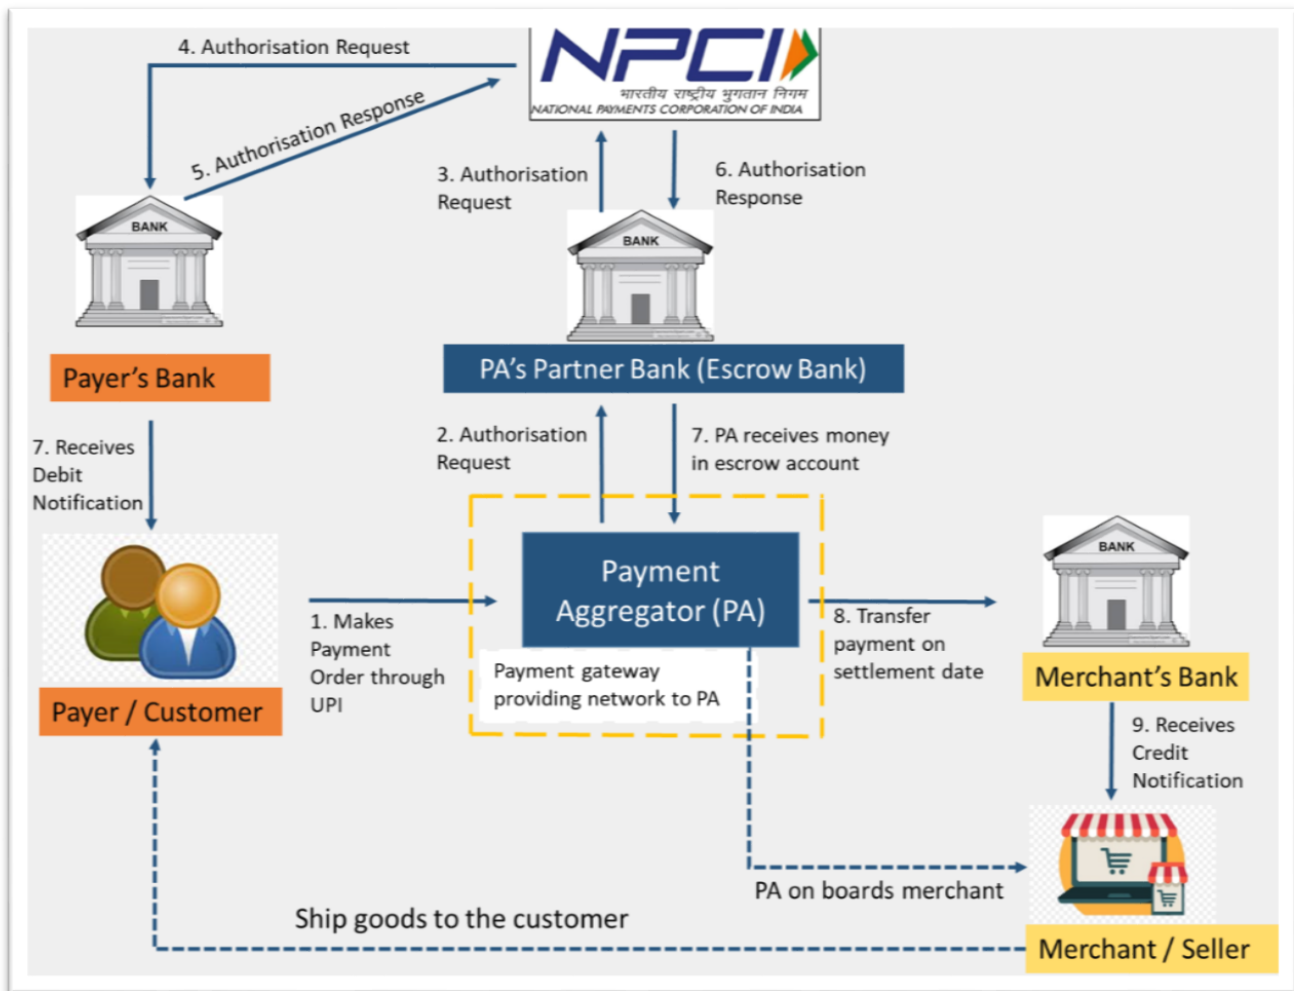 4. Authorisation Request
NPCI
भारतीय राष्ट्रीय भुगतान निगम
NATIONAL PAYMENTS CORPORATION OF INDIA
5. Authorisation Response
3. Authorisation
Request
6. Authorisation
Response
BANK
BANK
PA's Partner Bank (Escrow Bank)
Payer's Bank
2. Authorisation
Request
7. PA receives money
in escrow account
7. Receives
Debit
Notification
BANK
Payment
Aggregator (PA)
1. Makes
Payment
Order through
UPI
8. Transfer
payment on
settlement date
Payment gateway
providing network to PA
Merchant's Bank
Payer / Customer
9. Receives
Credit
Notification
PA on boards merchant
Ship goods to the customer
Merchant / Seller